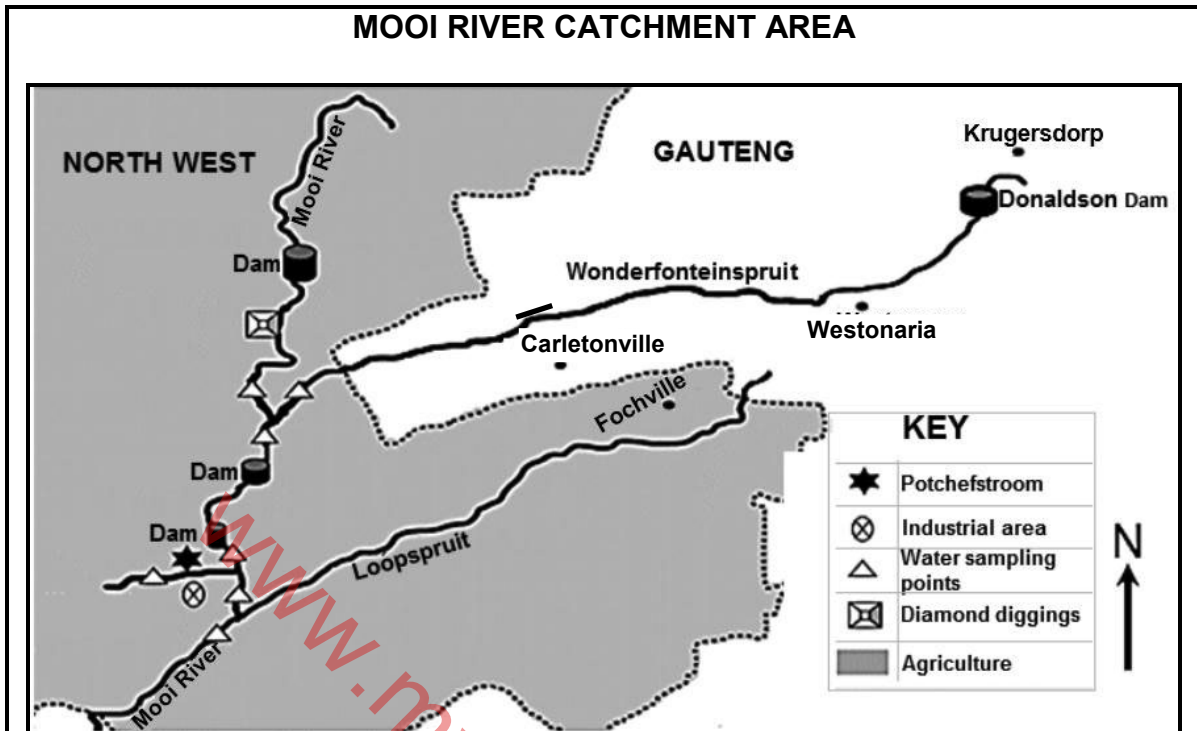 MOOI RIVER CATCHMENT AREA
NORTH WEST
Mooi River
GAUTENG
Krugersdorp
Donaldson Dam
Dam
Wonderfonteinspruit
Westonaria
Carletonville
Fochville
KEY
Potchefstroom
Industrial area
Water sampling
points
Diamond diggings
Agriculture
N
Dam
Dam
Loopspruit
Mooi River